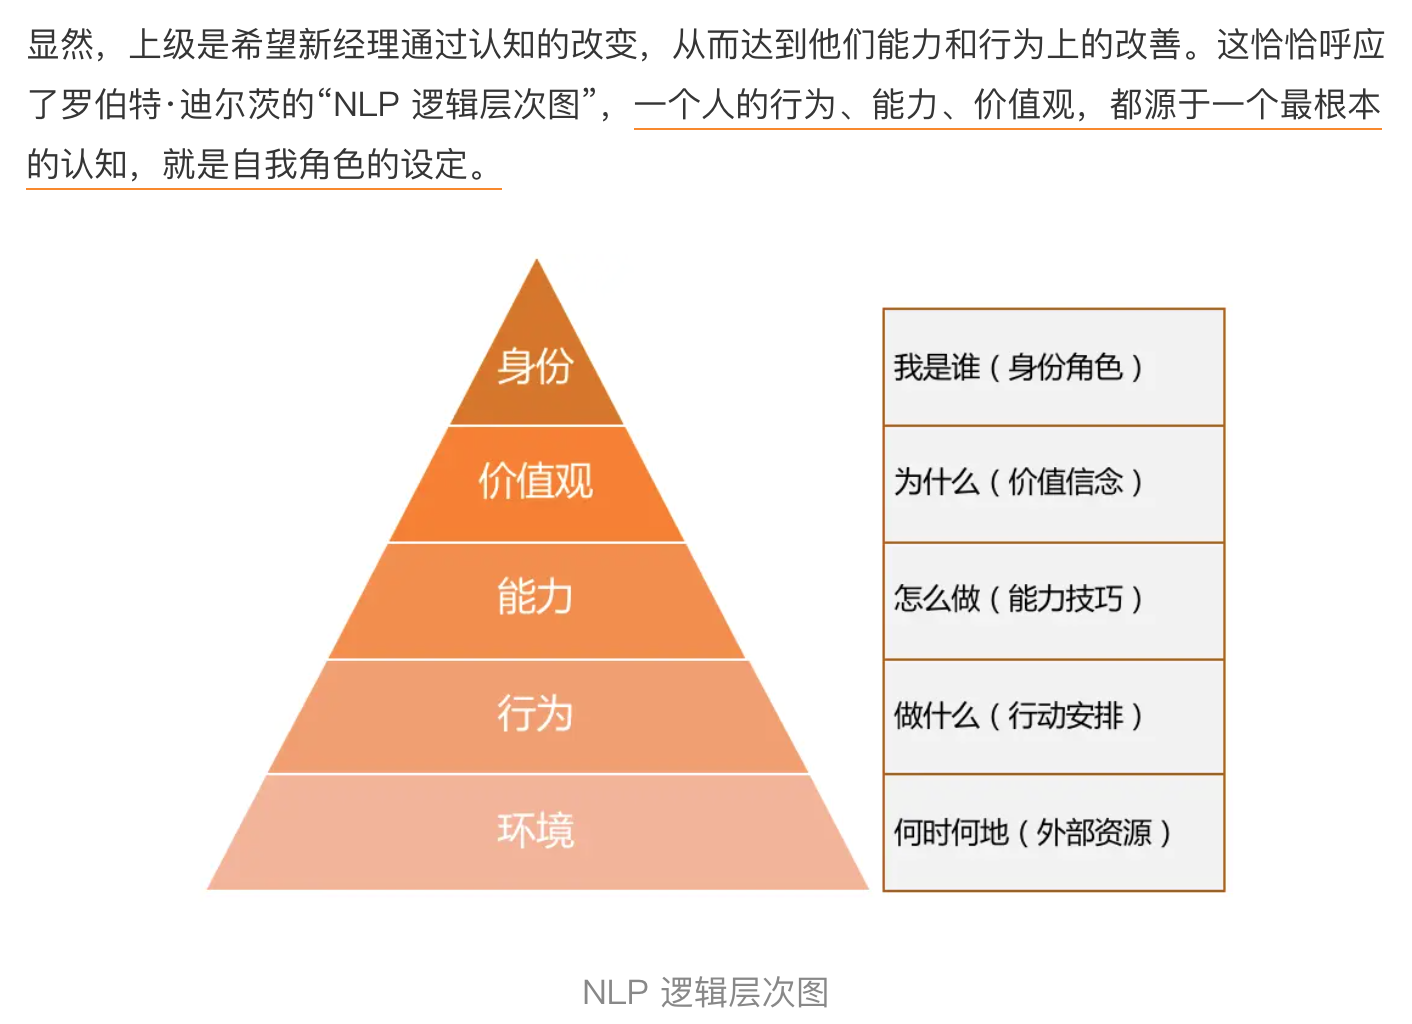 显然，上级是希望新经理通过认知的改变，从而达到他们能力和行为上的改善。这恰恰呼应
了罗伯特·迪尔茨的“NLP 逻辑层次图”，一个人的行为、能力、价值观，都源于一个最根本
的认知，就是自我角色的设定。
身份
我是谁（身份角色）
价值观
为什么（价值信念）
能力
怎么做（能力技巧）
行为
做什么（行动安排）
环境
何时何地（外部资源）
NLP 逻辑层次图